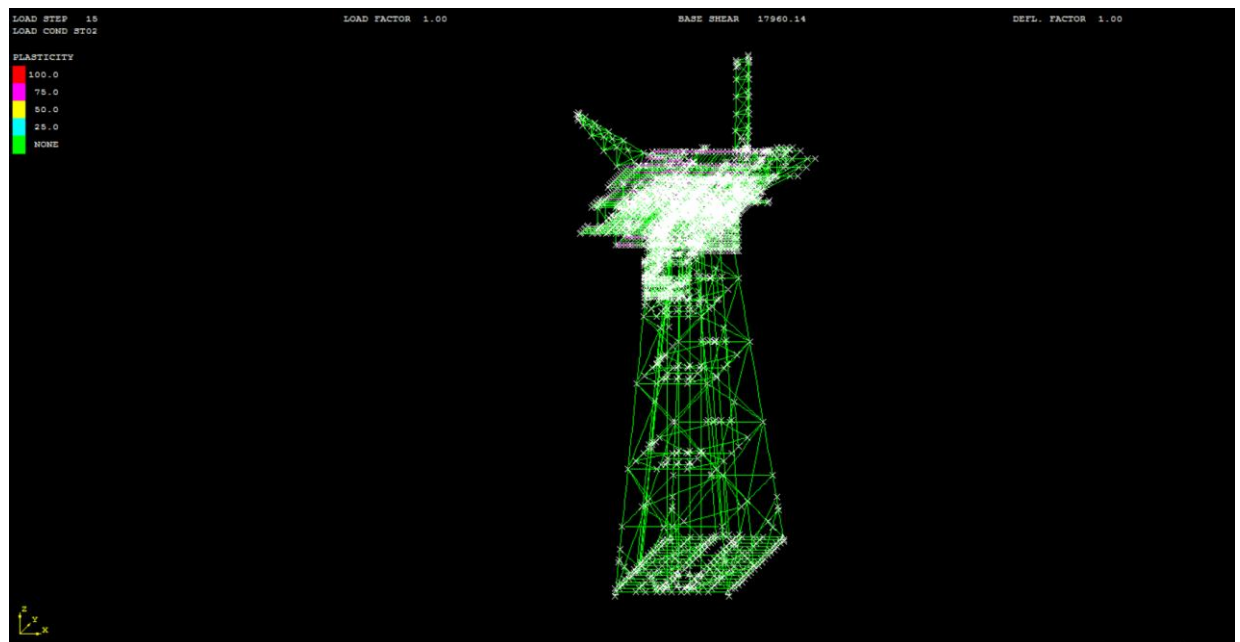 LOAD STEP 15 LOAD FACTOR 1.00 BASE SHEAR 17960.14 DEFL. FACTOR 1.00
LOAD COND ST02
PLASTICITY
100.0
75.0
50.0
25.0
NONE
Z
Y
X